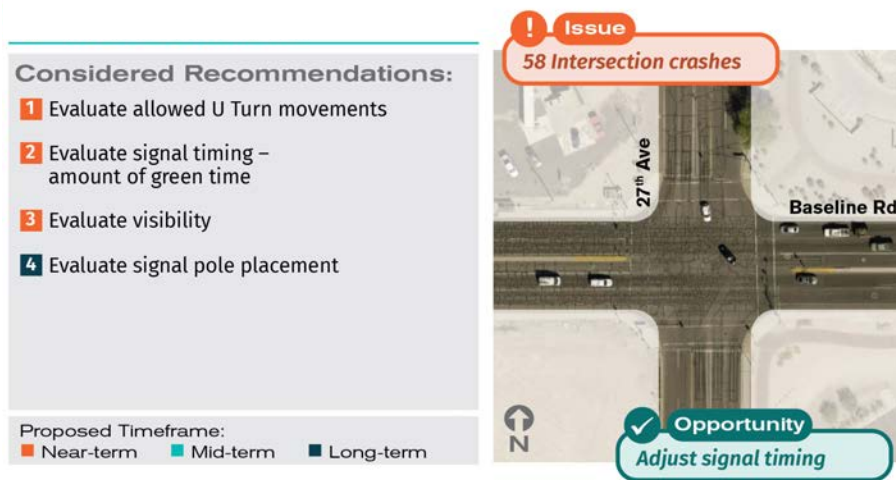 Considered Recommendations:
1 Evaluate allowed U Turn movements
2 Evaluate signal timing –
amount of green time
3 Evaluate visibility
4 Evaluate signal pole placement
Proposed Timeframe:
Near-term Mid-term Long-term
! Issue
58 Intersection crashes
27th Ave
Baseline Rd
N
Opportunity
Adjust signal timing